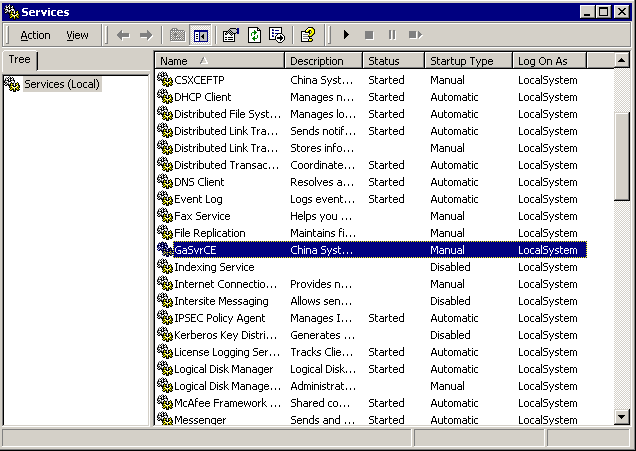 Services
Action View
Tree
Services (Local)
Name Description Status Startup Type Log On As
CSXCEFTP China Syst... Started Manual LocalSystem
DHCP Client Manages n... Started Automatic LocalSystem
Distributed File Syst... Manages lo... Started Automatic LocalSystem
Distributed Link Tra... Sends notif... Started Automatic LocalSystem
Distributed Link Tra... Stores info... Manual LocalSystem
Distributed Transac... Coordinate... Started Automatic LocalSystem
DNS Client Resolves a... Started Automatic LocalSystem
Event Log Logs event... Started Automatic LocalSystem
Fax Service Helps you ... Manual LocalSystem
File Replication Maintains fi... Manual LocalSystem
GaSvrCE China Syst... Manual LocalSystem
Indexing Service Disabled LocalSystem
Internet Connectio... Provides n... Manual LocalSystem
Intersite Messaging Allows sen... Disabled LocalSystem
IPSEC Policy Agent Manages I... Started Automatic LocalSystem
Kerberos Key Distri... Generates ... Disabled LocalSystem
License Logging Ser... Tracks Clie... Started Automatic LocalSystem
Logical Disk Manager Logical Disk... Started Automatic LocalSystem
Logical Disk Manage... Administrat... Manual LocalSystem
McAfee Framework ... Shared co... Started Automatic LocalSystem
Messenger Sends and ... Started Automatic LocalSystem